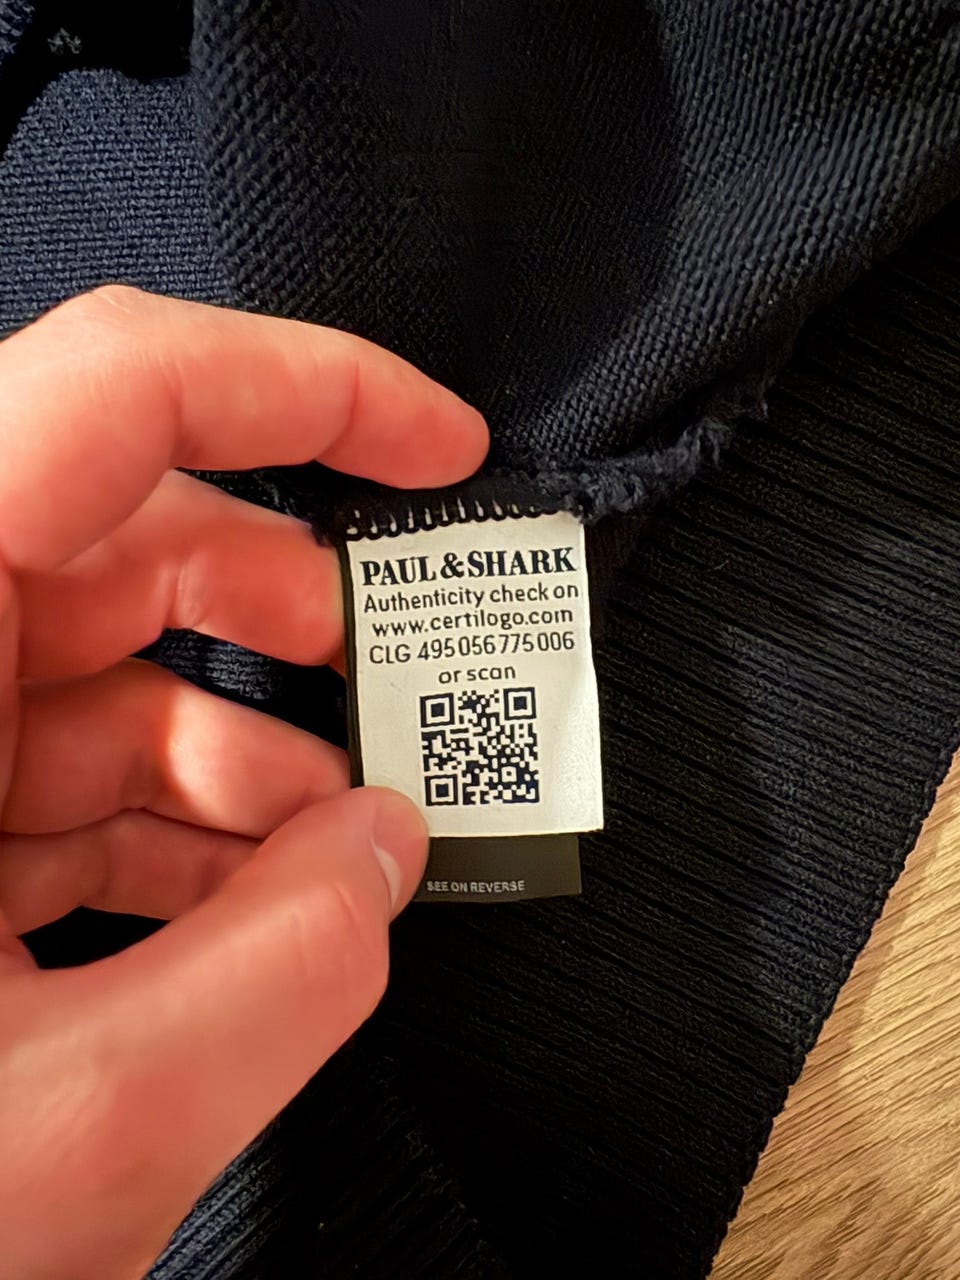 PAUL & SHARK
Authenticity check on
www.certilogo.com
CLG 495056775006
or scan
SEE ON REVERSE